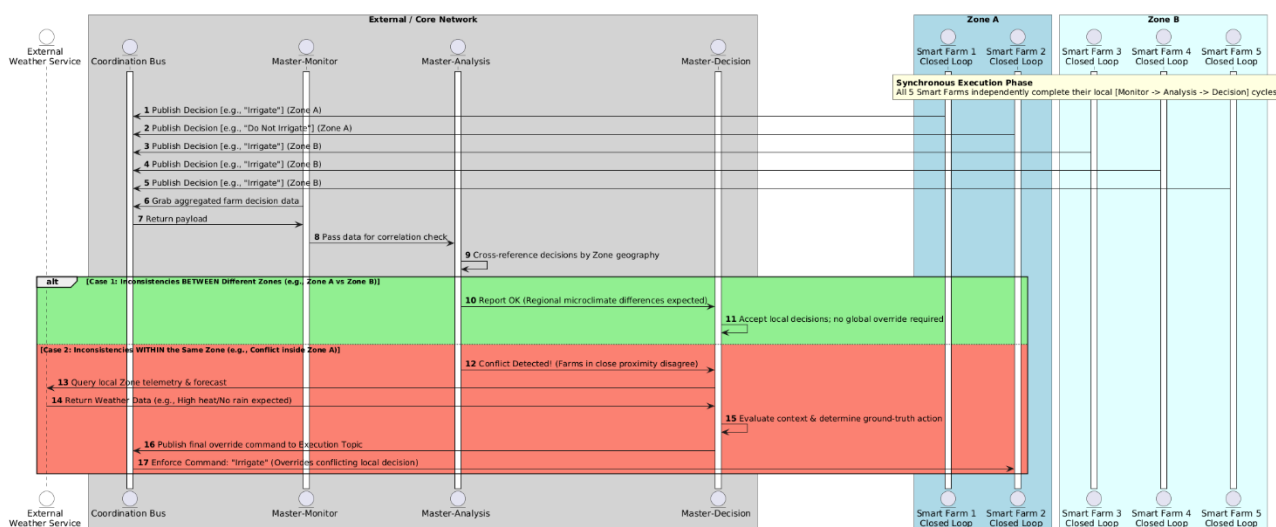 External / Core Network
Zone A
Zone B
External
Weather Service
Coordination Bus
Master-Monitor
Master-Analysis
Master-Decision
Smart Farm 1
Closed Loop
Smart Farm 2
Closed Loop
Smart Farm 3
Closed Loop
Smart Farm 4
Closed Loop
Smart Farm 5
Closed Loop
Synchronous Execution Phase
All 5 Smart Farms independently complete their local [Monitor -> Analysis -> Decision] cycles
1 Publish Decision [e.g., "Irrigate"] (Zone A)
2 Publish Decision [e.g., "Do Not Irrigate"] (Zone A)
3 Publish Decision [e.g., "Irrigate"] (Zone B)
4 Publish Decision [e.g., "Irrigate"] (Zone B)
5 Publish Decision [e.g., "Irrigate"] (Zone B)
6 Grab aggregated farm decision data
7 Return payload
8 Pass data for correlation check
9 Cross-reference decisions by Zone geography
alt
[Case 1: Inconsistencies BETWEEN Different Zones (e.g., Zone A vs Zone B)]
10 Report OK (Regional microclimate differences expected)
11 Accept local decisions; no global override required
[Case 2: Inconsistencies WITHIN the Same Zone (e.g., Conflict inside Zone A)]
12 Conflict Detected! (Farms in close proximity disagree)
13 Query local Zone telemetry & forecast
14 Return Weather Data (e.g., High heat/No rain expected)
15 Evaluate context & determine ground-truth action
16 Publish final override command to Execution Topic
17 Enforce Command: "Irrigate" (Overrides conflicting local decision)
External
Weather Service
Coordination Bus
Master-Monitor
Master-Analysis
Master-Decision
Smart Farm 1
Closed Loop
Smart Farm 2
Closed Loop
Smart Farm 3
Closed Loop
Smart Farm 4
Closed Loop
Smart Farm 5
Closed Loop